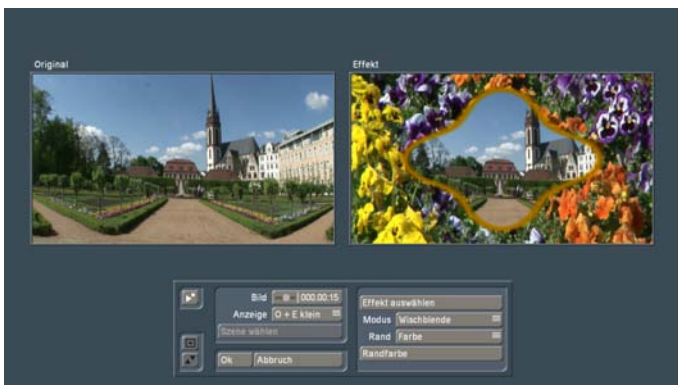 Original
Effekt
Bild 000:00:15
Anzeige O + E klein
Szene wählen
Ok Abbruch
Effekt auswählen
Modus Wischblende
Rand Farbe
Randfarbe